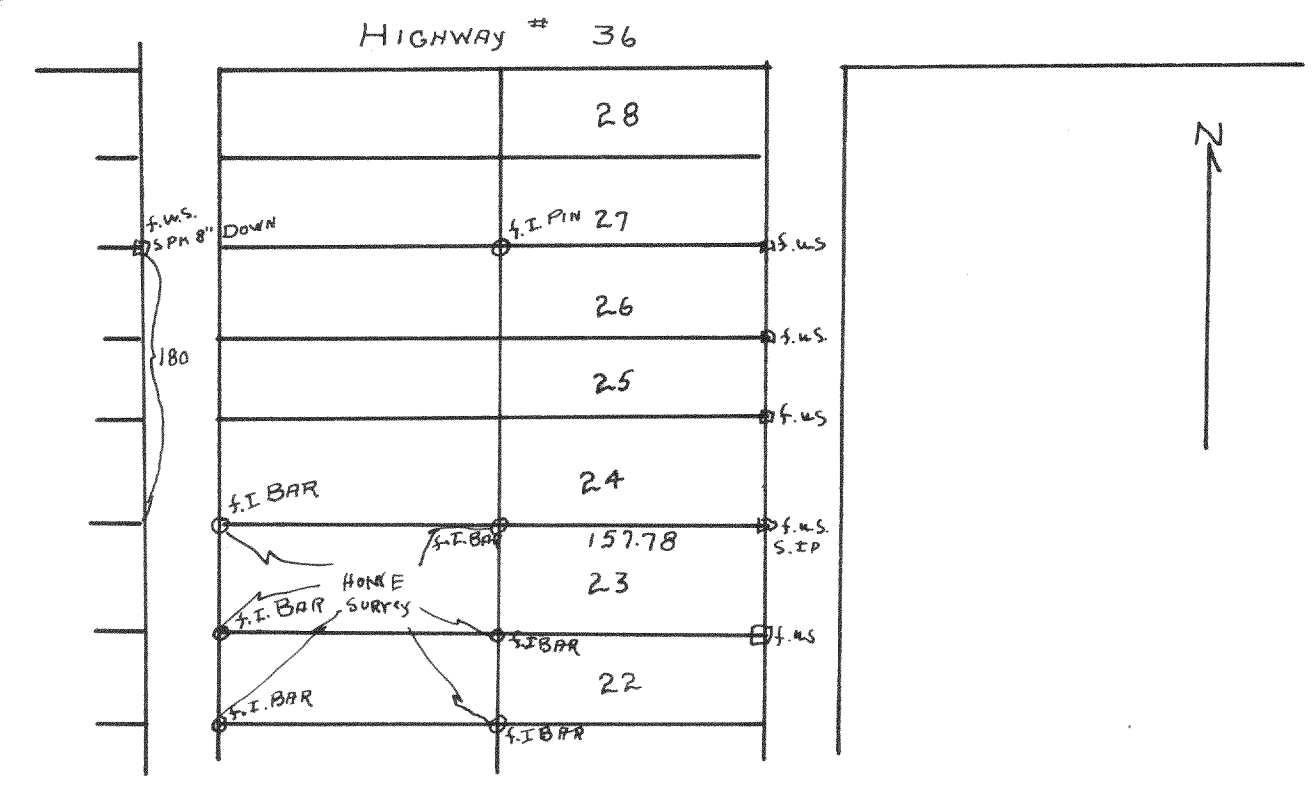 HIGHWAY # 36
N
28
f.W.S.
SPK 8" DOWN
f.I. PIN
27
f.w.s
26
f.w.s.
180
25
f.w.s
f.I BAR
24
f.I.BAR
157.78
f.w.s.
S.IP
23
SURVEY
f.I. BAR
f.I BAR
f.w.s
22
f.I.BAR
f.I BAR